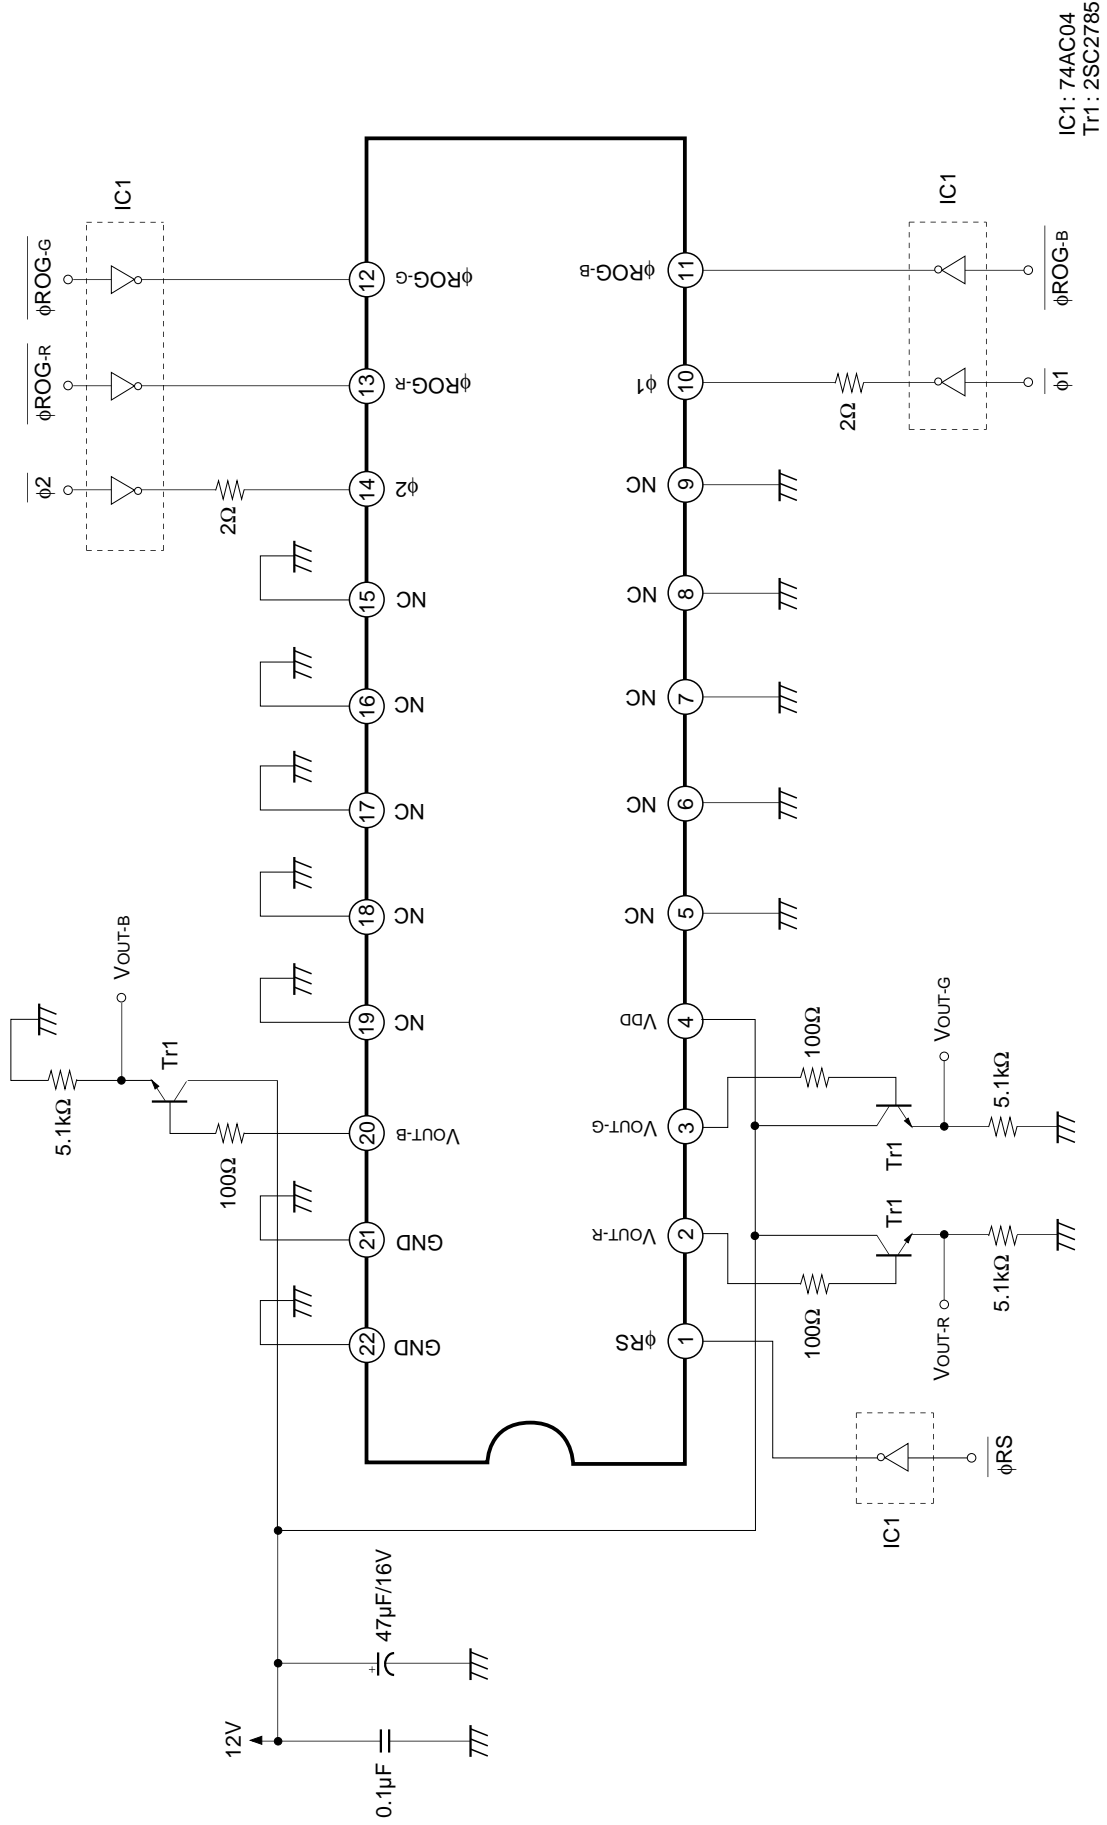 12V
0.1µF
47µF/16V
5.1kΩ
VOUT-B
Tr1
100Ω
2Ω
φ2
φROG-R
φROG-G
IC1
22
21
20
19
18
17
16
15
14
13
12
GND
GND
VOUT-B
NC
NC
NC
NC
NC
φ2
φROG-R
φROG-G
φRS
VOUT-R
VOUT-G
VDD
NC
NC
NC
NC
NC
φ1
φROG-B
1
2
3
4
5
6
7
8
9
10
11
100Ω
100Ω
Tr1
Tr1
VOUT-R
VOUT-G
5.1kΩ
5.1kΩ
IC1
φRS
2Ω
IC1
φ1
φROG-B
IC1: 74AC04
Tr1: 2SC2785